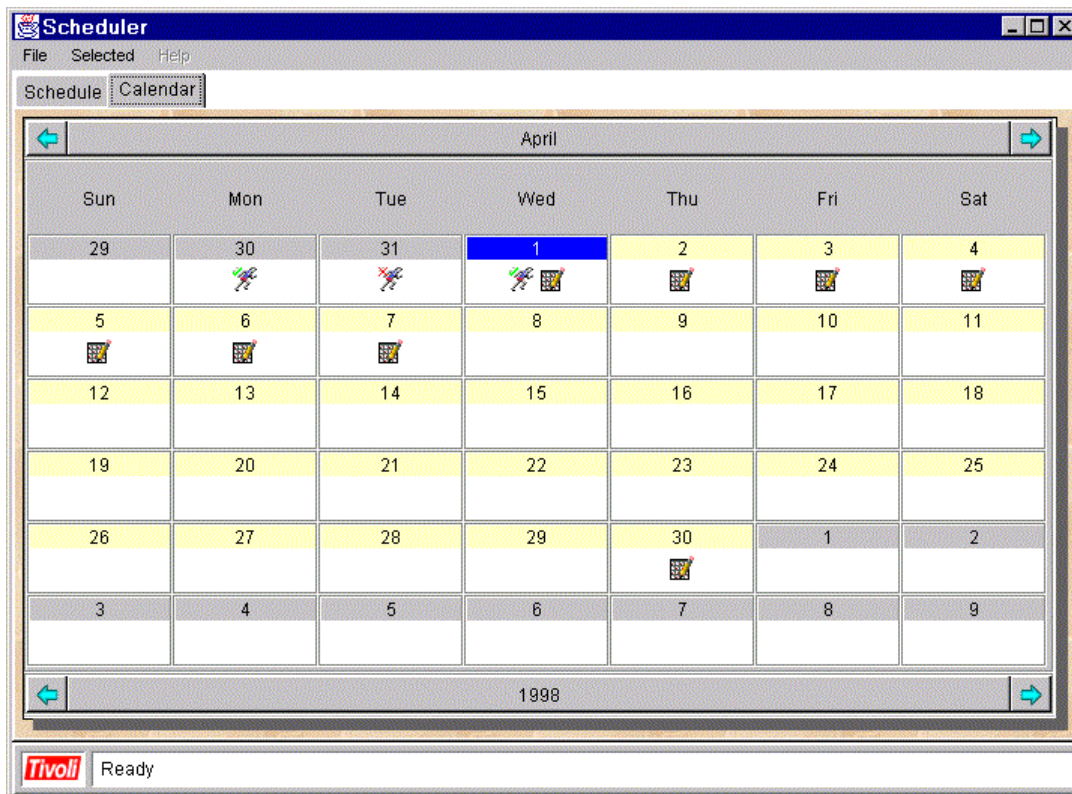 Scheduler
File Selected Help
Schedule Calendar
April
Sun Mon Tue Wed Thu Fri Sat
29 30 31 1 2 3 4
5 6 7 8 9 10 11
12 13 14 15 16 17 18
19 20 21 22 23 24 25
26 27 28 29 30 1 2
3 4 5 6 7 8 9
1998
Tivoli Ready